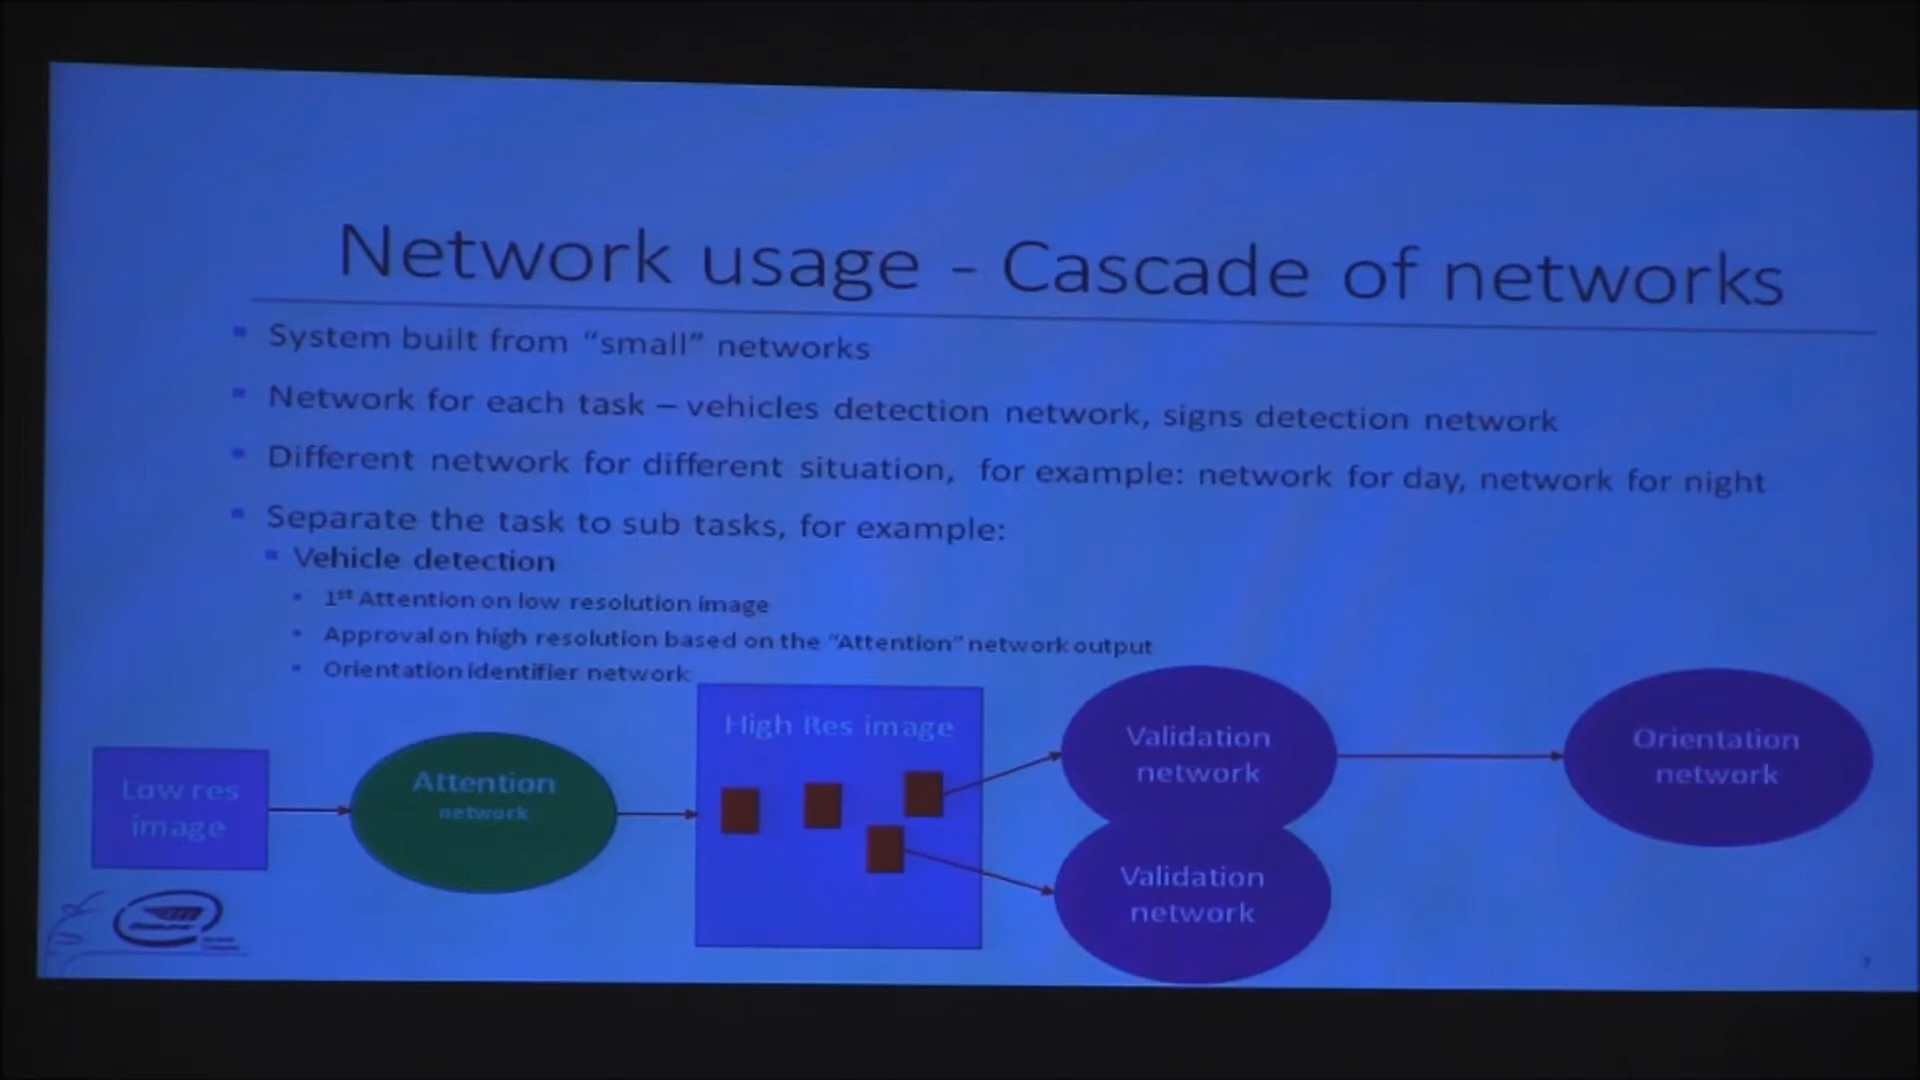 Network usage - Cascade of networks
System built from “small” networks
Network for each task – vehicles detection network, signs detection network
Different network for different situation, for example: network for day, network for night
Separate the task to sub tasks, for example:
Vehicle detection
1st Attention on low resolution image
Approval on high resolution based on the “Attention” network output
Orientation identifier network
Low res
image
Attention
network
High Res image
Validation
network
Validation
network
Orientation
network
7